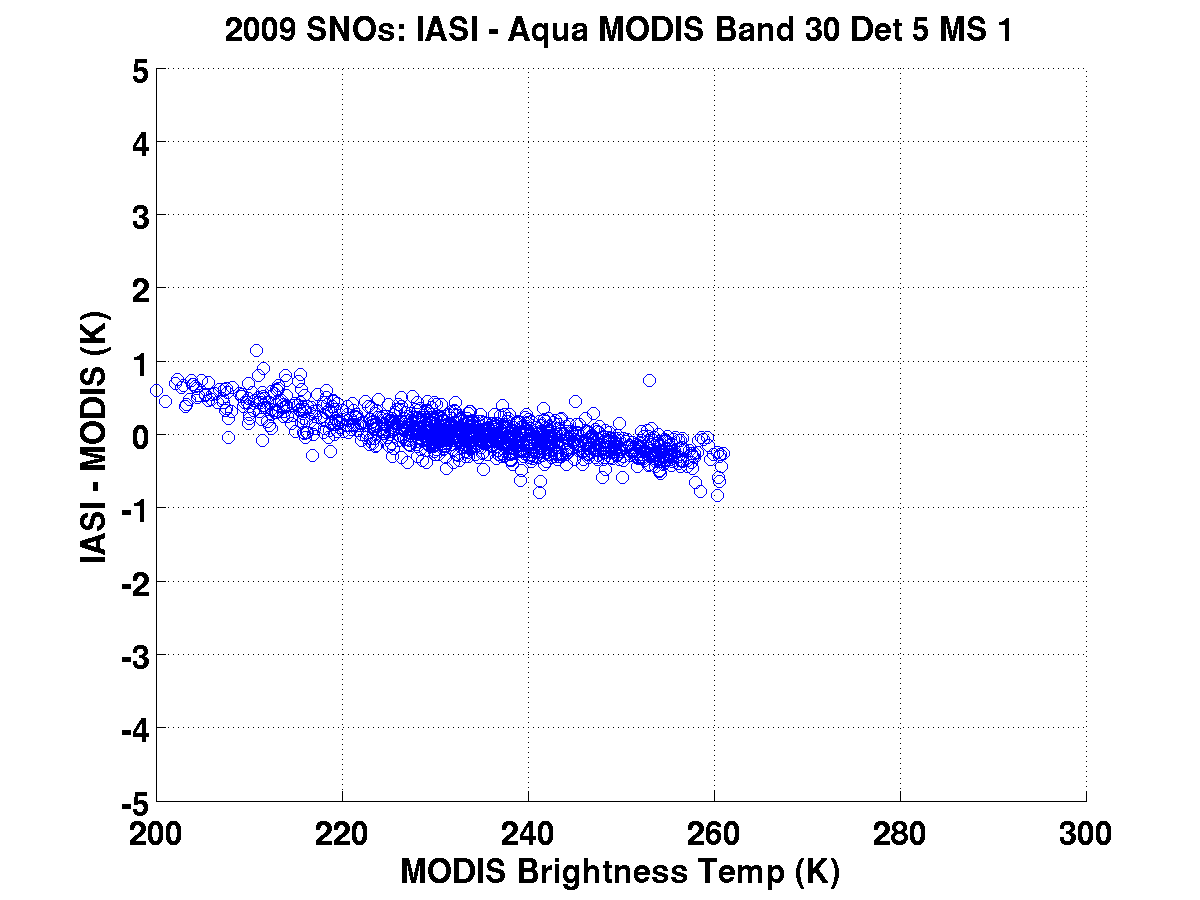 2009 SNOs: IASI - Aqua MODIS Band 30 Det 5 MS 1
5
4
3
2
1
0
-1
-2
-3
-4
-5
IASI - MODIS (K)
200 220 240 260 280 300
MODIS Brightness Temp (K)